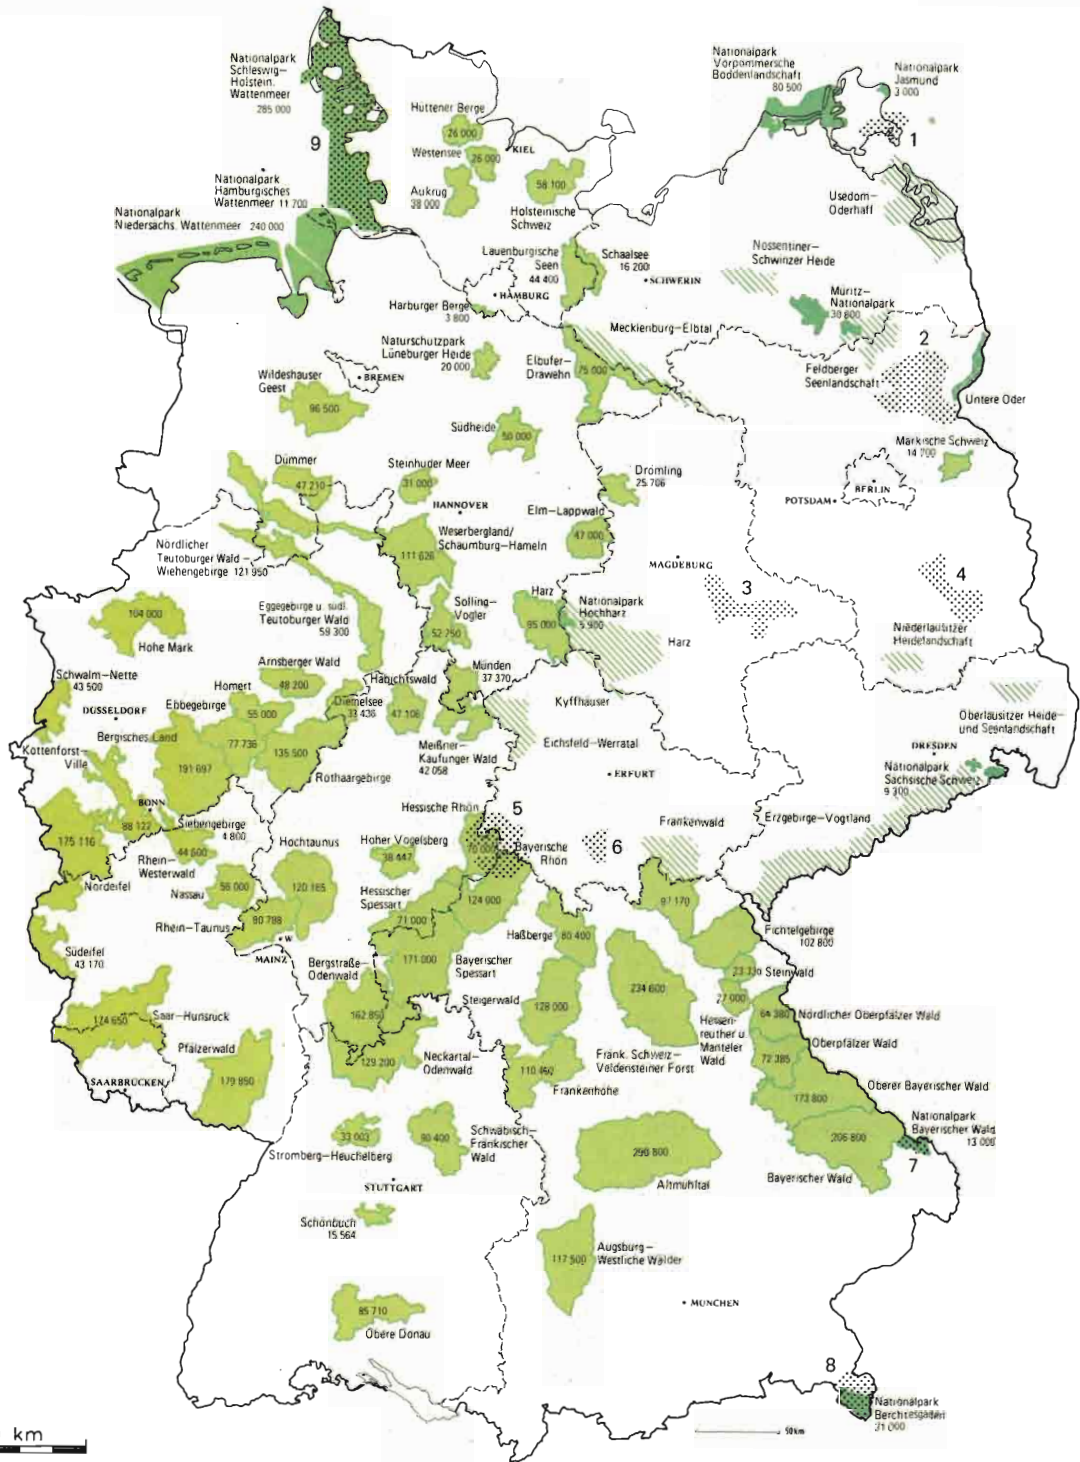 Nationalpark
Schleswig–
Holstein.
Wattenmeer
285 000
9
Nationalpark
Hamburgisches
Wattenmeer 11 700
Nationalpark
Niedersächs. Wattenmeer 240 000
Hüttener Berge
26 000
Westensee
26 000
KIEL
Aukrug
38 000
58 100
Holsteinische
Schweiz
Nationalpark
Vorpommersche
Boddenlandschaft
80 500
Nationalpark
Jasmund
3 000
1
Usedom–
Oderhaff
Lauenburgische
Seen
44 400
Schaalsee
16 200
SCHWERIN
Nossentiner–
Schwinzer Heide
Müritz–
Nationalpark
30 800
HAMBURG
Harburger Berge
3 800
Mecklenburg–Elbtal
2
Feldberger
Seenlandschaft
Untere Oder
Naturschutzpark
Lüneburger Heide
20 000
Elbufer–
Drawehn
75 000
Wildeshauser
Geest
96 500
BREMEN
Südheide
50 000
Märkische Schweiz
14 700
BERLIN
POTSDAM
Dümmer
47 210
Steinhuder Meer
31 000
HANNOVER
Drömling
25 706
Elm–Lappwald
47 000
Weserbergland/
Schaumburg–Hameln
111 626
Nördlicher
Teutoburger Wald –
Wiehengebirge 121 950
MAGDEBURG
3
4
Hohe Mark
104 000
Eggegebirge u. südl.
Teutoburger Wald
59 300
Solling–
Vogler
52 750
Harz
95 000
Nationalpark
Hochharz
5 900
Harz
Niederlausitzer
Heidelandschaft
Schwalm–Nette
43 500
DÜSSELDORF
Arnsberger Wald
48 200
Homert
55 000
Ebbegebirge
77 736
Bergisches Land
191 697
Diemelsee
33 436
Habichtswald
47 106
Münden
37 370
Kyffhäuser
Oberlausitzer Heide–
und Seenlandschaft
Rothaargebirge
135 500
Meißner–
Kaufunger Wald
42 058
Eichsfeld–Werratal
ERFURT
DRESDEN
Nationalpark
Sächsische Schweiz
9 300
Kottenforst–
Ville
88 122
BONN
Siebengebirge
4 800
44 600
Rhein–
Westerwald
175 116
Nordeifel
Nassau
56 000
Hochtaunus
120 165
Hoher Vogelsberg
38 447
Hessische Rhön
70 000
5
Bayerische
Rhön
124 000
6
Frankenwald
97 170
Erzgebirge–Vogtland
Rhein–Taunus
80 788
W
MAINZ
Hessischer
Spessart
71 000
171 000
Bayerischer
Spessart
Haßberge
80 400
Fichtelgebirge
102 800
Südeifel
43 170
Bergstraße–
Odenwald
162 850
Steigerwald
128 000
234 600
23 330
Steinwald
27 000
Hessen–
reuther u.
Manteler
Wald
64 380
Nördlicher Oberpfälzer Wald
Oberpfälzer Wald
72 385
174 650
Saar–Hunsrück
Pfälzerwald
179 850
SAARBRÜCKEN
129 200
Neckartal–
Odenwald
110 460
Frankenhöhe
Fränk. Schweiz–
Veldensteiner Forst
Oberer Bayerischer Wald
173 800
Nationalpark
Bayerischer Wald
13 000
7
206 800
Bayerischer Wald
33 003
Stromberg–Heuchelberg
90 400
Schwäbisch–
Fränkischer
Wald
290 800
Altmühltal
STUTTGART
Schönbuch
15 564
117 500
Augsburg–
Westliche Wälder
85 710
Obere Donau
MÜNCHEN
8
Nationalpark
Berchtesgaden
21 000
km
50 km